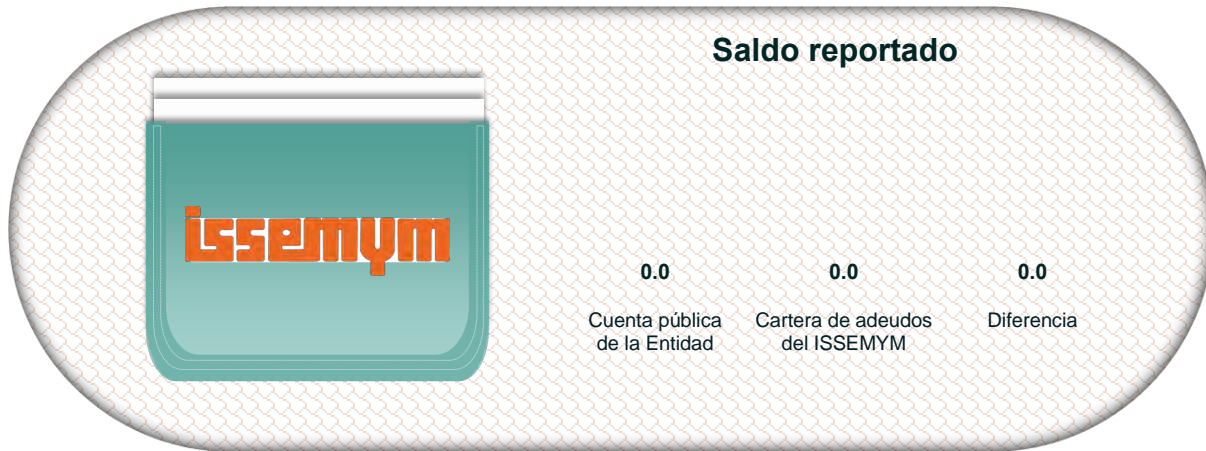 Saldo reportado
issemym
0.0 0.0 0.0
Cuenta pública Cartera de adeudos Diferencia
de la Entidad del ISSEMYM